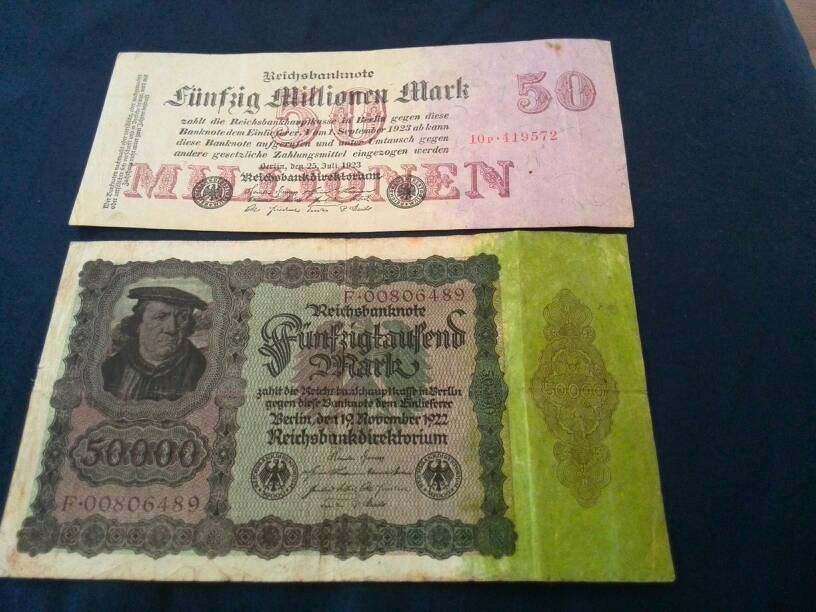 Reichsbanknote
Fünfzig Millionen Mark
50
50
zahlt die Reichsbankhauptkasse in Berlin gegen diese
Banknote dem Einlieferer. Vom 1. September 1923 ab kann
diese Banknote aufgerufen und unter Umtausch gegen
andere gesetzliche Zahlungsmittel eingezogen werden
10p·419572
Berlin, den 25. Juli 1923
Reichsbankdirektorium
MILLIONEN
F·00806489
Reichsbanknote
Fünfzigtausend
Mark
zahlt die Reichsbankhauptkasse in Berlin
gegen diese Banknote dem Einlieferer
Berlin, den 19. November 1922
Reichsbankdirektorium
50000
F·00806489
50000